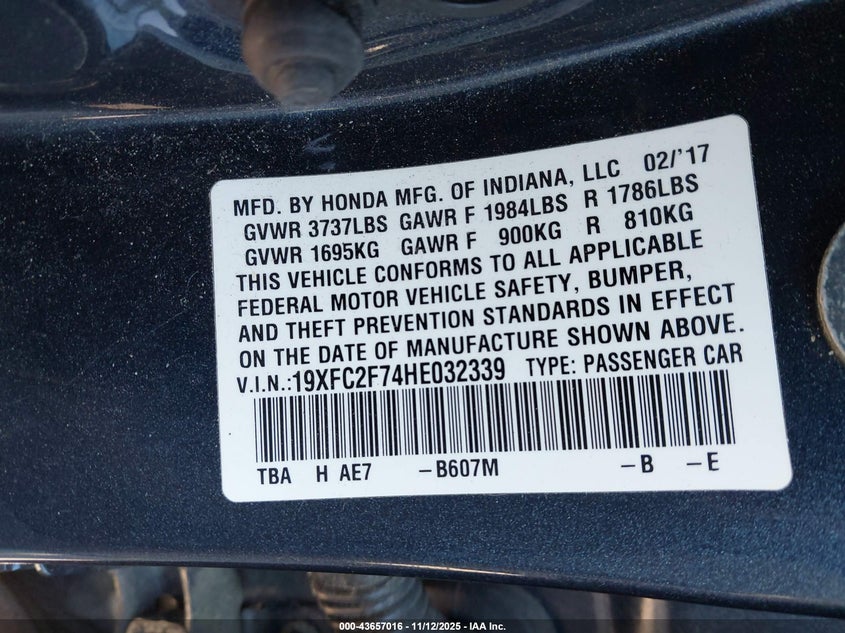 MFD. BY HONDA MFG. OF INDIANA, LLC 02/'17
GVWR 3737LBS GAWR F 1984LBS R 1786LBS
GVWR 1695KG GAWR F 900KG R 810KG
THIS VEHICLE CONFORMS TO ALL APPLICABLE
FEDERAL MOTOR VEHICLE SAFETY, BUMPER,
AND THEFT PREVENTION STANDARDS IN EFFECT
ON THE DATE OF MANUFACTURE SHOWN ABOVE.
V.I.N.:19XFC2F74HE032339 TYPE: PASSENGER CAR
TBA H AE7 -B607M -B -E
000-43657016 - 11/12/2025 - IAA Inc.